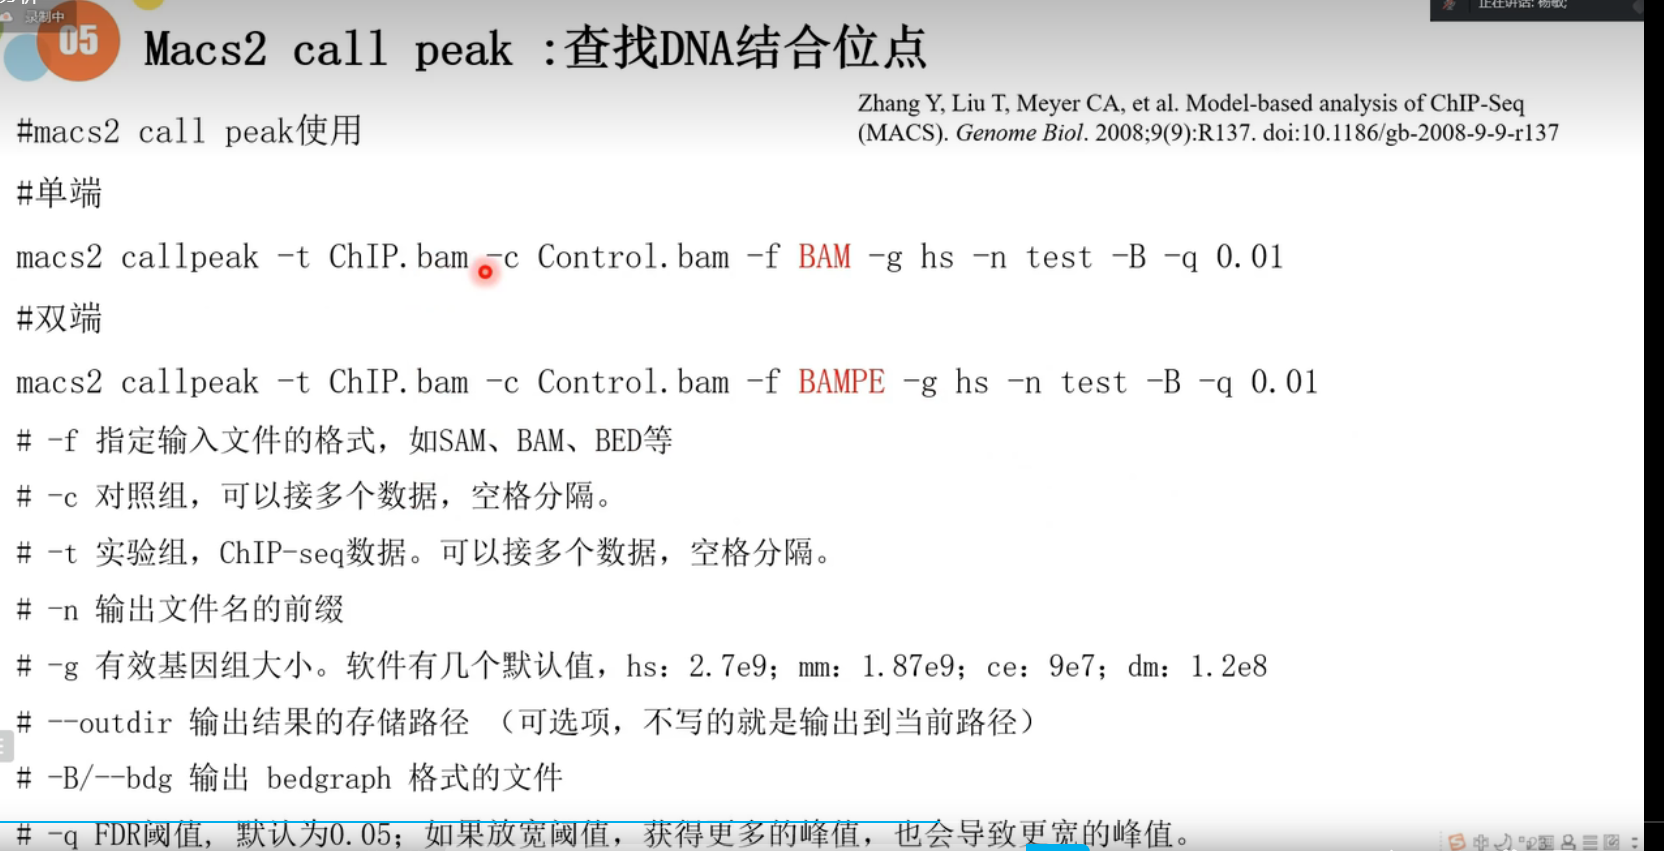 录制中
正在讲话: 杨敏;
05
Macs2 call peak :查找DNA结合位点
Zhang Y, Liu T, Meyer CA, et al. Model-based analysis of ChIP-Seq
(MACS). Genome Biol. 2008;9(9):R137. doi:10.1186/gb-2008-9-9-r137
#macs2 call peak使用
#单端
macs2 callpeak -t ChIP.bam -c Control.bam -f BAM -g hs -n test -B -q 0.01
#双端
macs2 callpeak -t ChIP.bam -c Control.bam -f BAMPE -g hs -n test -B -q 0.01
# -f 指定输入文件的格式，如SAM、BAM、BED等
# -c 对照组，可以接多个数据，空格分隔。
# -t 实验组，ChIP-seq数据。可以接多个数据，空格分隔。
# -n 输出文件名的前缀
# -g 有效基因组大小。软件有几个默认值，hs：2.7e9；mm：1.87e9；ce：9e7；dm：1.2e8
# --outdir 输出结果的存储路径 （可选项，不写的就是输出到当前路径）
# -B/--bdg 输出 bedgraph 格式的文件
# -q FDR阈值, 默认为0.05；如果放宽阈值，获得更多的峰值，也会导致更宽的峰值。
中